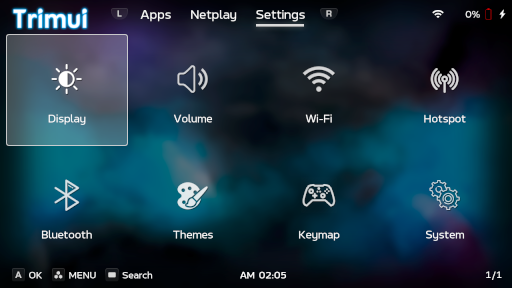 Trimui L Apps Netplay Settings R 0%
Display Volume Wi-Fi Hotspot
Bluetooth Themes Keymap System
A OK MENU Search AM 02:05 1/1